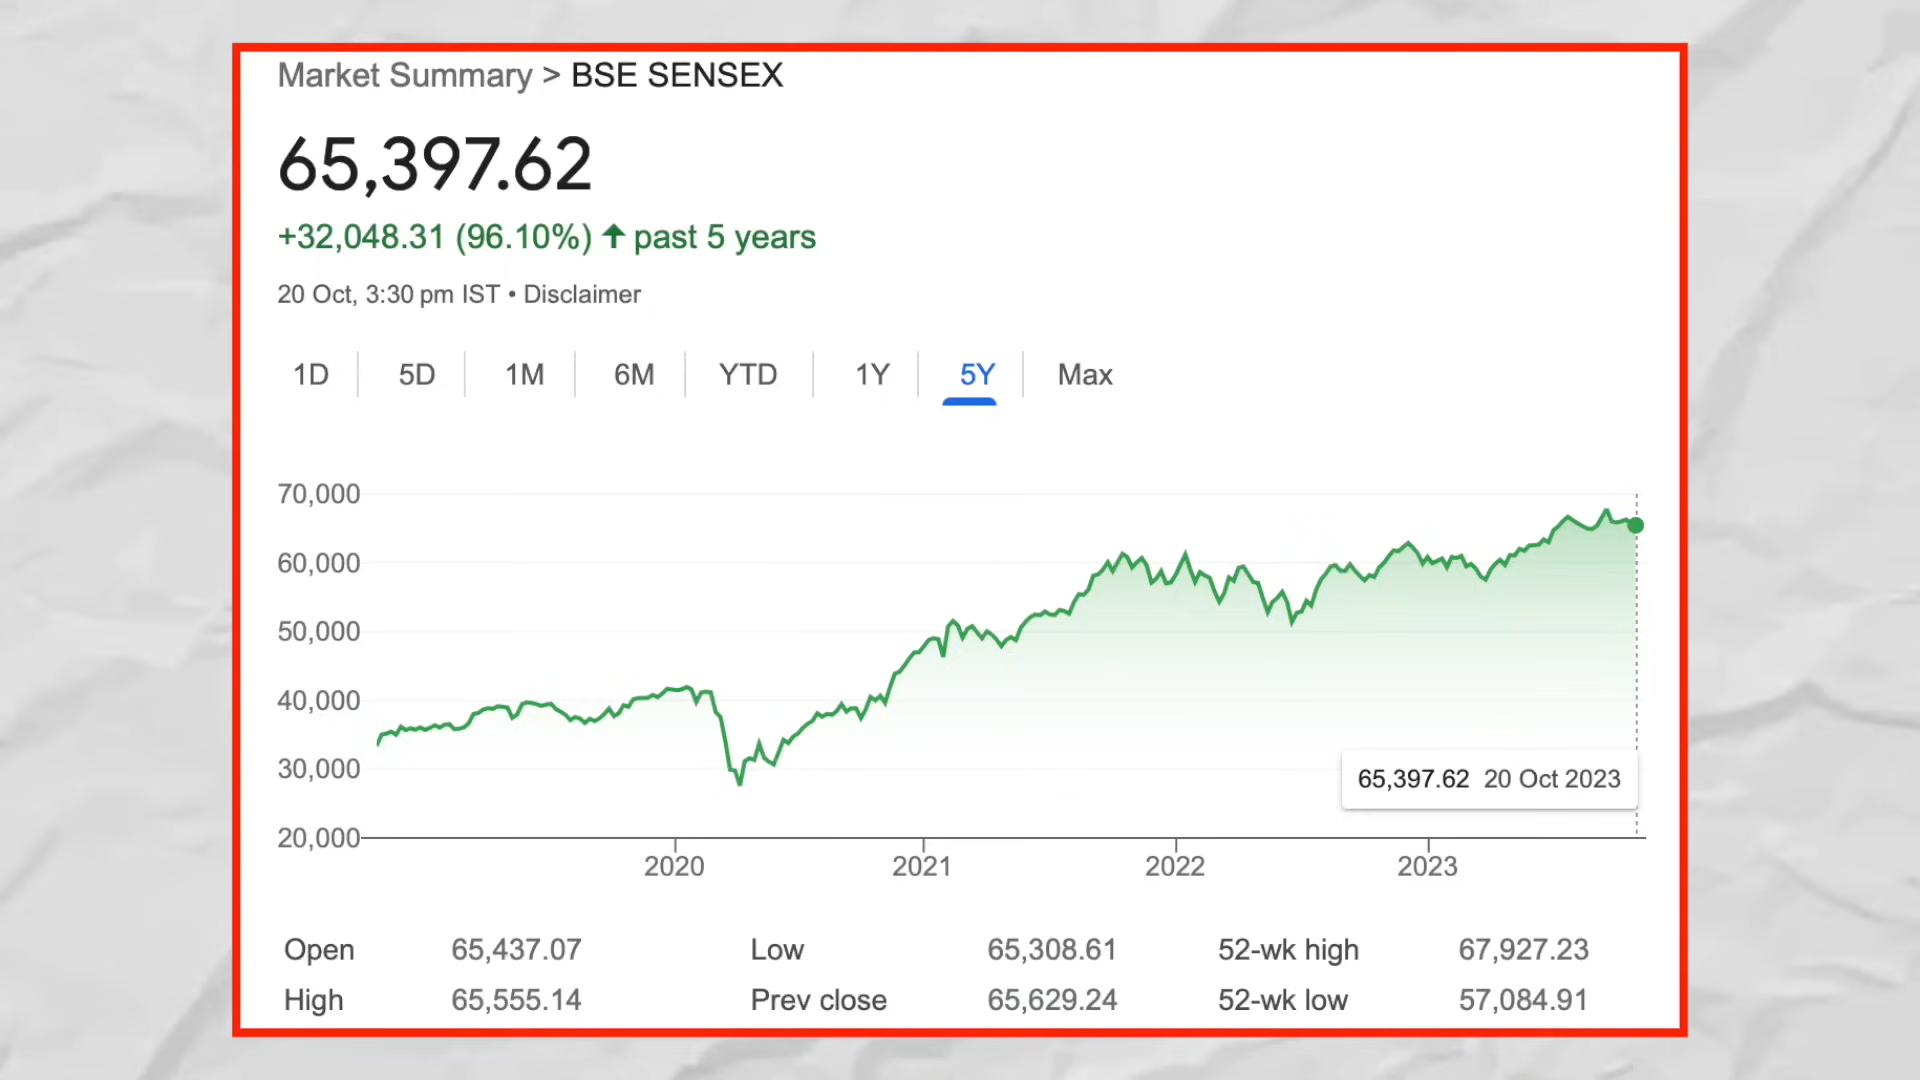 Market Summary > BSE SENSEX
65,397.62
+32,048.31 (96.10%) ↑ past 5 years
20 Oct, 3:30 pm IST • Disclaimer
1D 5D 1M 6M YTD 1Y 5Y Max
70,000
60,000
50,000
40,000
30,000
20,000
65,397.62 20 Oct 2023
2020 2021 2022 2023
Open 65,437.07 Low 65,308.61 52-wk high 67,927.23
High 65,555.14 Prev close 65,629.24 52-wk low 57,084.91